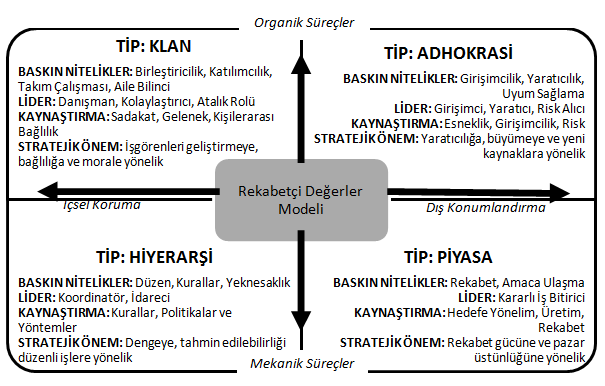 Organik Süreçler
TİP: KLAN
BASKIN NİTELİKLER: Birleştiricilik, Katılımcılık,
Takım Çalışması, Aile Bilinci
LİDER: Danışman, Kolaylaştırıcı, Atalık Rolü
KAYNAŞTIRMA: Sadakat, Gelenek, Kişilerarası
Bağlılık
STRATEJİK ÖNEM: İşgörenleri geliştirmeye,
bağlılığa ve morale yönelik
TİP: ADHOKRASİ
BASKIN NİTELİKLER: Girişimcilik, Yaratıcılık,
Uyum Sağlama
LİDER: Girişimci, Yaratıcı, Risk Alıcı
KAYNAŞTIRMA: Esneklik, Girişimcilik, Risk
STRATEJİK ÖNEM: Yaratıcılığa, büyümeye ve yeni
kaynaklara yönelik
Rekabetçi Değerler
Modeli
İçsel Koruma
Dış Konumlandırma
TİP: HİYERARŞİ
BASKIN NİTELİKLER: Düzen, Kurallar, Yeknesaklık
LİDER: Koordinatör, İdareci
KAYNAŞTIRMA: Kurallar, Politikalar ve
Yöntemler
STRATEJİK ÖNEM: Dengeye, tahmin edilebilirliği
düzenli işlere yönelik
TİP: PİYASA
BASKIN NİTELİKLER: Rekabet, Amaca Ulaşma
LİDER: Kararlı İş Bitirici
KAYNAŞTIRMA: Hedefe Yönelim, Üretim,
Rekabet
STRATEJİK ÖNEM: Rekabet gücüne ve pazar
üstünlüğüne yönelik
Mekanik Süreçler